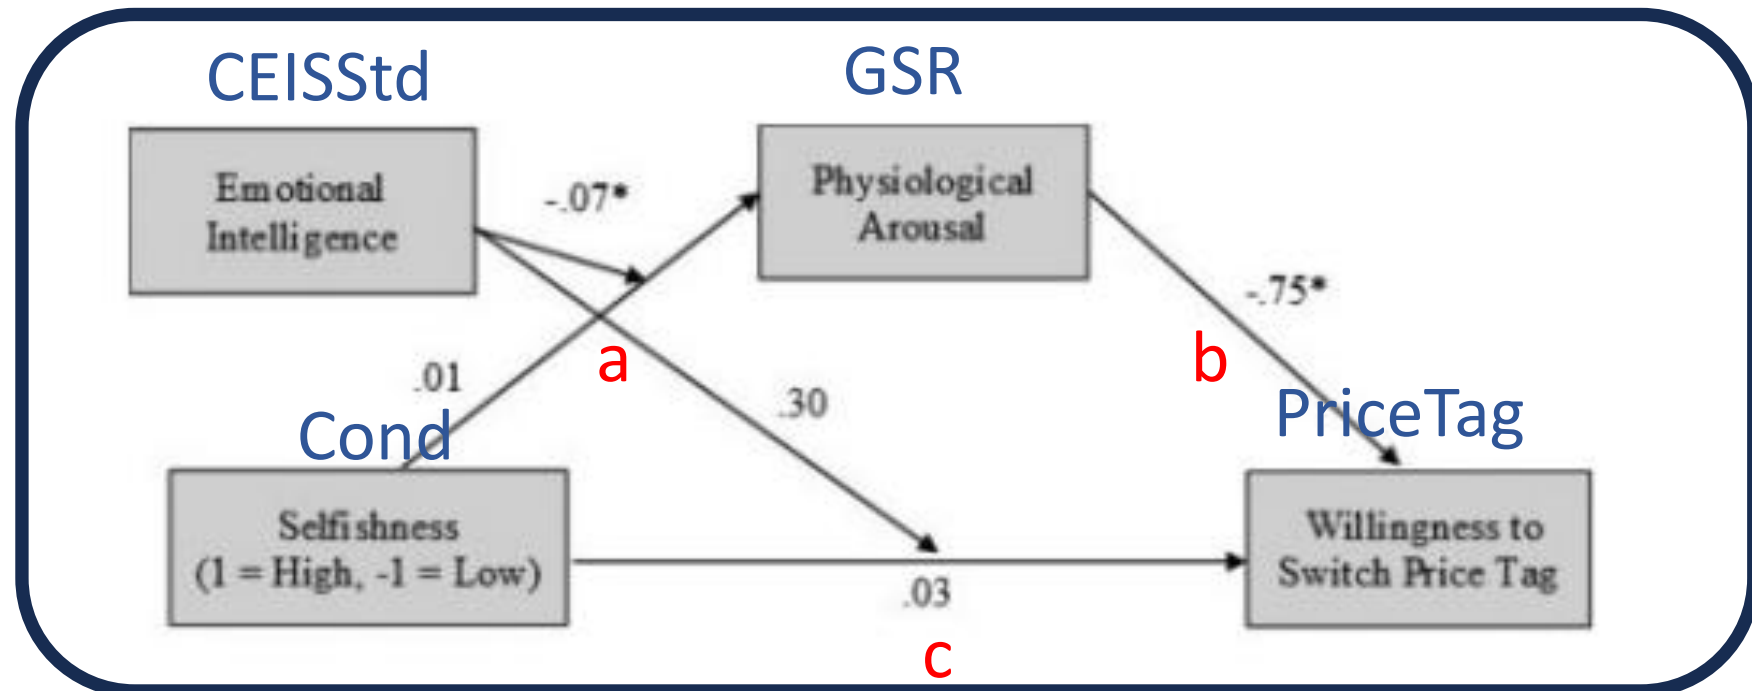 CEISStd
GSR
Emotional
Intelligence
-.07*
Physiological
Arousal
-.75*
a
b
.01
.30
Cond
PriceTag
Selfishness
(1 = High, -1 = Low)
.03
c
Willingness to
Switch Price Tag